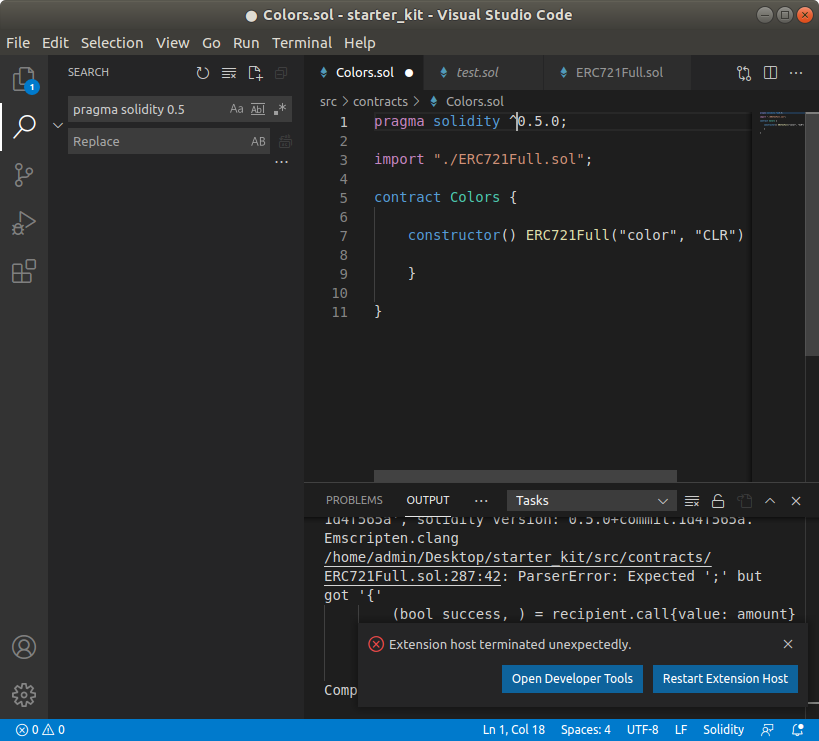 Colors.sol - starter_kit - Visual Studio Code
File Edit Selection View Go Run Terminal Help
1
SEARCH
pragma solidity 0.5
Aa Abl .*
Replace
AB
...
Colors.sol ● test.sol ERC721Full.sol
src > contracts > Colors.sol
1 pragma solidity ^0.5.0;
2
3 import "./ERC721Full.sol";
4
5 contract Colors {
6
7 constructor() ERC721Full("color", "CLR")
8
9 }
10
11 }
PROBLEMS OUTPUT ... Tasks
1d4f565a', solidity version: 0.5.0+commit.1d4f565a.
Emscripten.clang
/home/admin/Desktop/starter_kit/src/contracts/
ERC721Full.sol:287:42: ParserError: Expected ';' but
got '{'
(bool success, ) = recipient.call{value: amount}
Extension host terminated unexpectedly.
Open Developer Tools Restart Extension Host
Comp
0 0 Ln 1, Col 18 Spaces: 4 UTF-8 LF Solidity